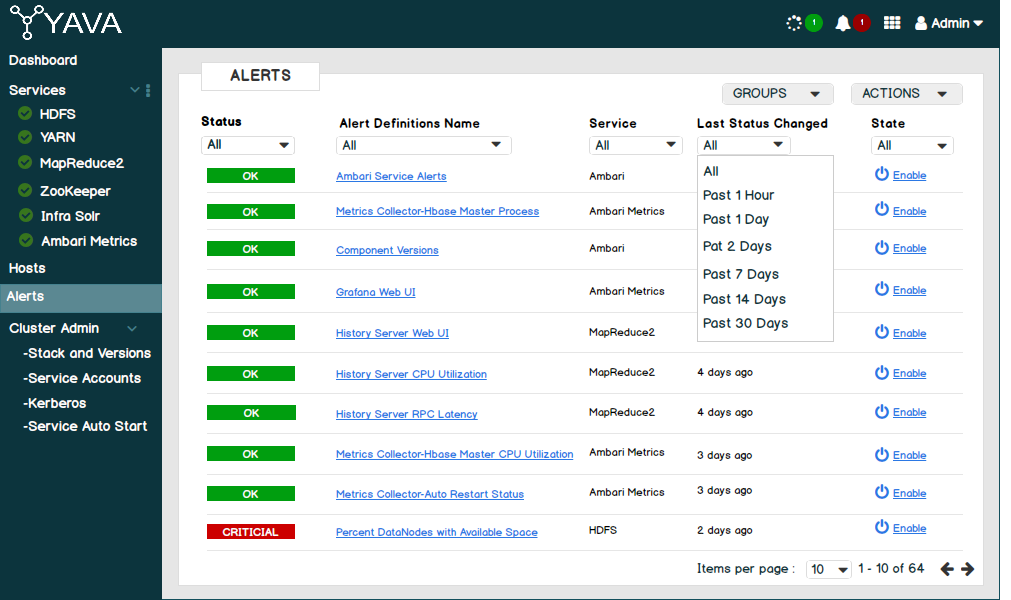 YAVA
1
1
Admin
Dashboard
Services
HDFS
YARN
MapReduce2
ZooKeeper
Infra Solr
Ambari Metrics
Hosts
Alerts
Cluster Admin
-Stack and Versions
-Service Accounts
-Kerberos
-Service Auto Start
ALERTS
GROUPS
ACTIONS
Status
Alert Definitions Name
Service
Last Status Changed
State
All
All
All
All
All
All
Past 1 Hour
Past 1 Day
Pat 2 Days
Past 7 Days
Past 14 Days
Past 30 Days
OK Ambari Service Alerts Ambari Enable
OK Metrics Collector-Hbase Master Process Ambari Metrics Enable
OK Component Versions Ambari Enable
OK Grafana Web UI Ambari Metrics Enable
OK History Server Web UI MapReduce2 Enable
OK History Server CPU Utilization MapReduce2 4 days ago Enable
OK History Server RPC Latency MapReduce2 4 days ago Enable
OK Metrics Collector-Hbase Master CPU Utilization Ambari Metrics 3 days ago Enable
OK Metrics Collector-Auto Restart Status Ambari Metrics 3 days ago Enable
CRITICIAL Percent DataNodes with Available Space HDFS 2 days ago Enable
Items per page : 10 1 - 10 of 64